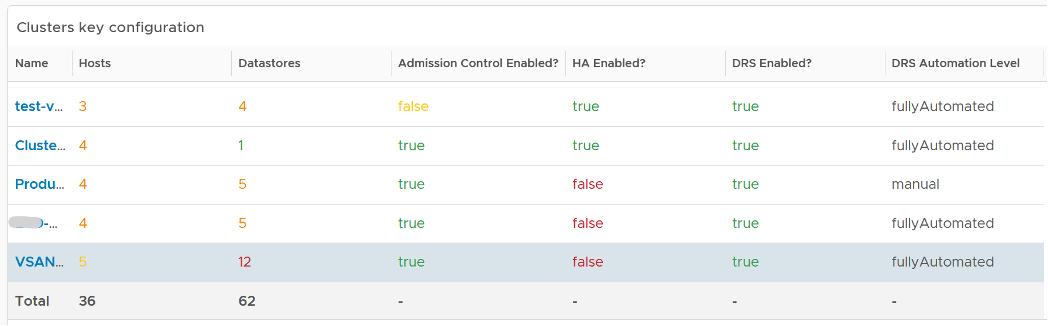 Clusters key configuration
Name Hosts Datastores Admission Control Enabled? HA Enabled? DRS Enabled? DRS Automation Level
test-v... 3 4 false true true fullyAutomated
Cluste... 4 1 true true true fullyAutomated
Produ... 4 5 true false true manual
-... 4 5 true false true fullyAutomated
VSAN... 5 12 true false true fullyAutomated
Total 36 62 - - - -